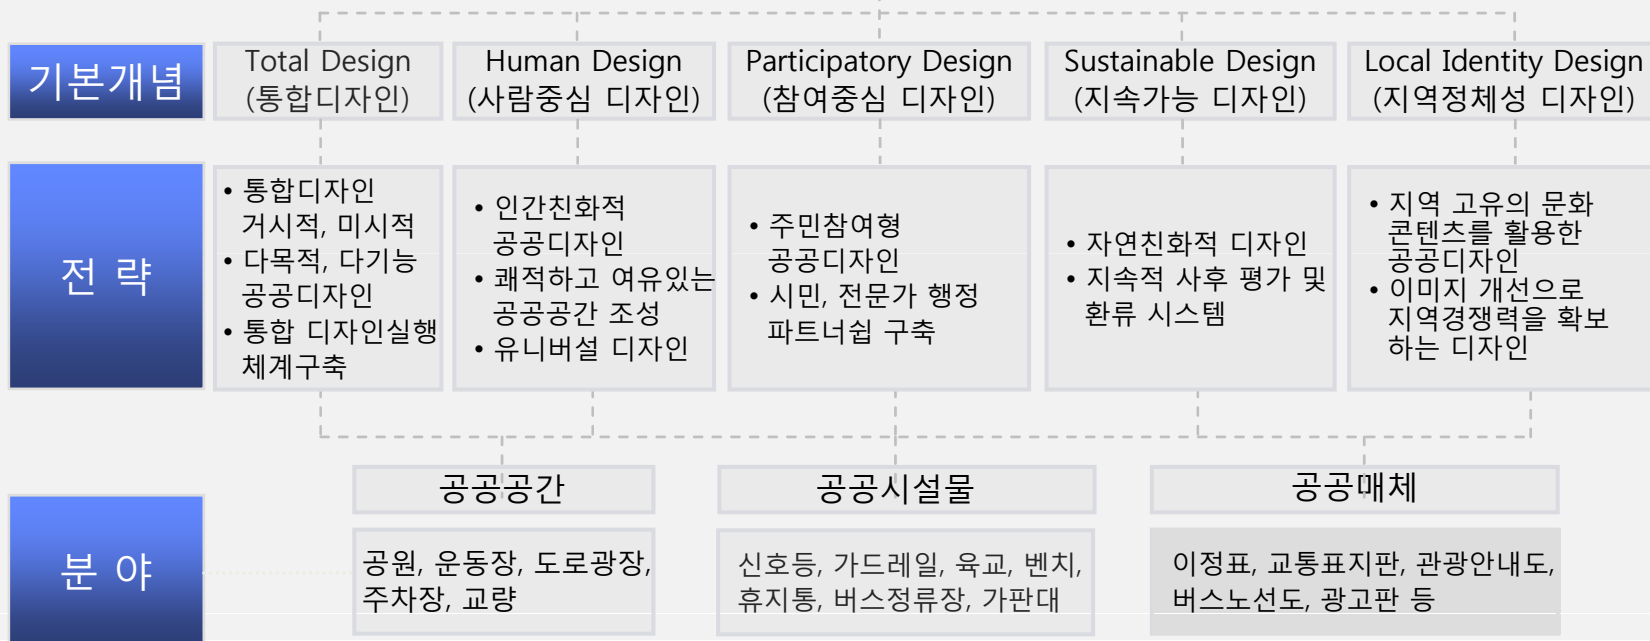 기본개념
Total Design
(통합디자인)
Human Design
(사람중심 디자인)
Participatory Design
(참여중심 디자인)
Sustainable Design
(지속가능 디자인)
Local Identity Design
(지역정체성 디자인)
전 략
• 통합디자인
거시적, 미시적
• 다목적, 다기능
공공디자인
• 통합 디자인실행
체계구축
• 인간친화적
공공디자인
• 쾌적하고 여유있는
공공공간 조성
• 유니버설 디자인
• 주민참여형
공공디자인
• 시민, 전문가 행정
파트너쉽 구축
• 자연친화적 디자인
• 지속적 사후 평가 및
환류 시스템
• 지역 고유의 문화
콘텐츠를 활용한
공공디자인
• 이미지 개선으로
지역경쟁력을 확보
하는 디자인
분 야
공공공간
공원, 운동장, 도로광장,
주차장, 교량
공공시설물
신호등, 가드레일, 육교, 벤치,
휴지통, 버스정류장, 가판대
공공매체
이정표, 교통표지판, 관광안내도,
버스노선도, 광고판 등